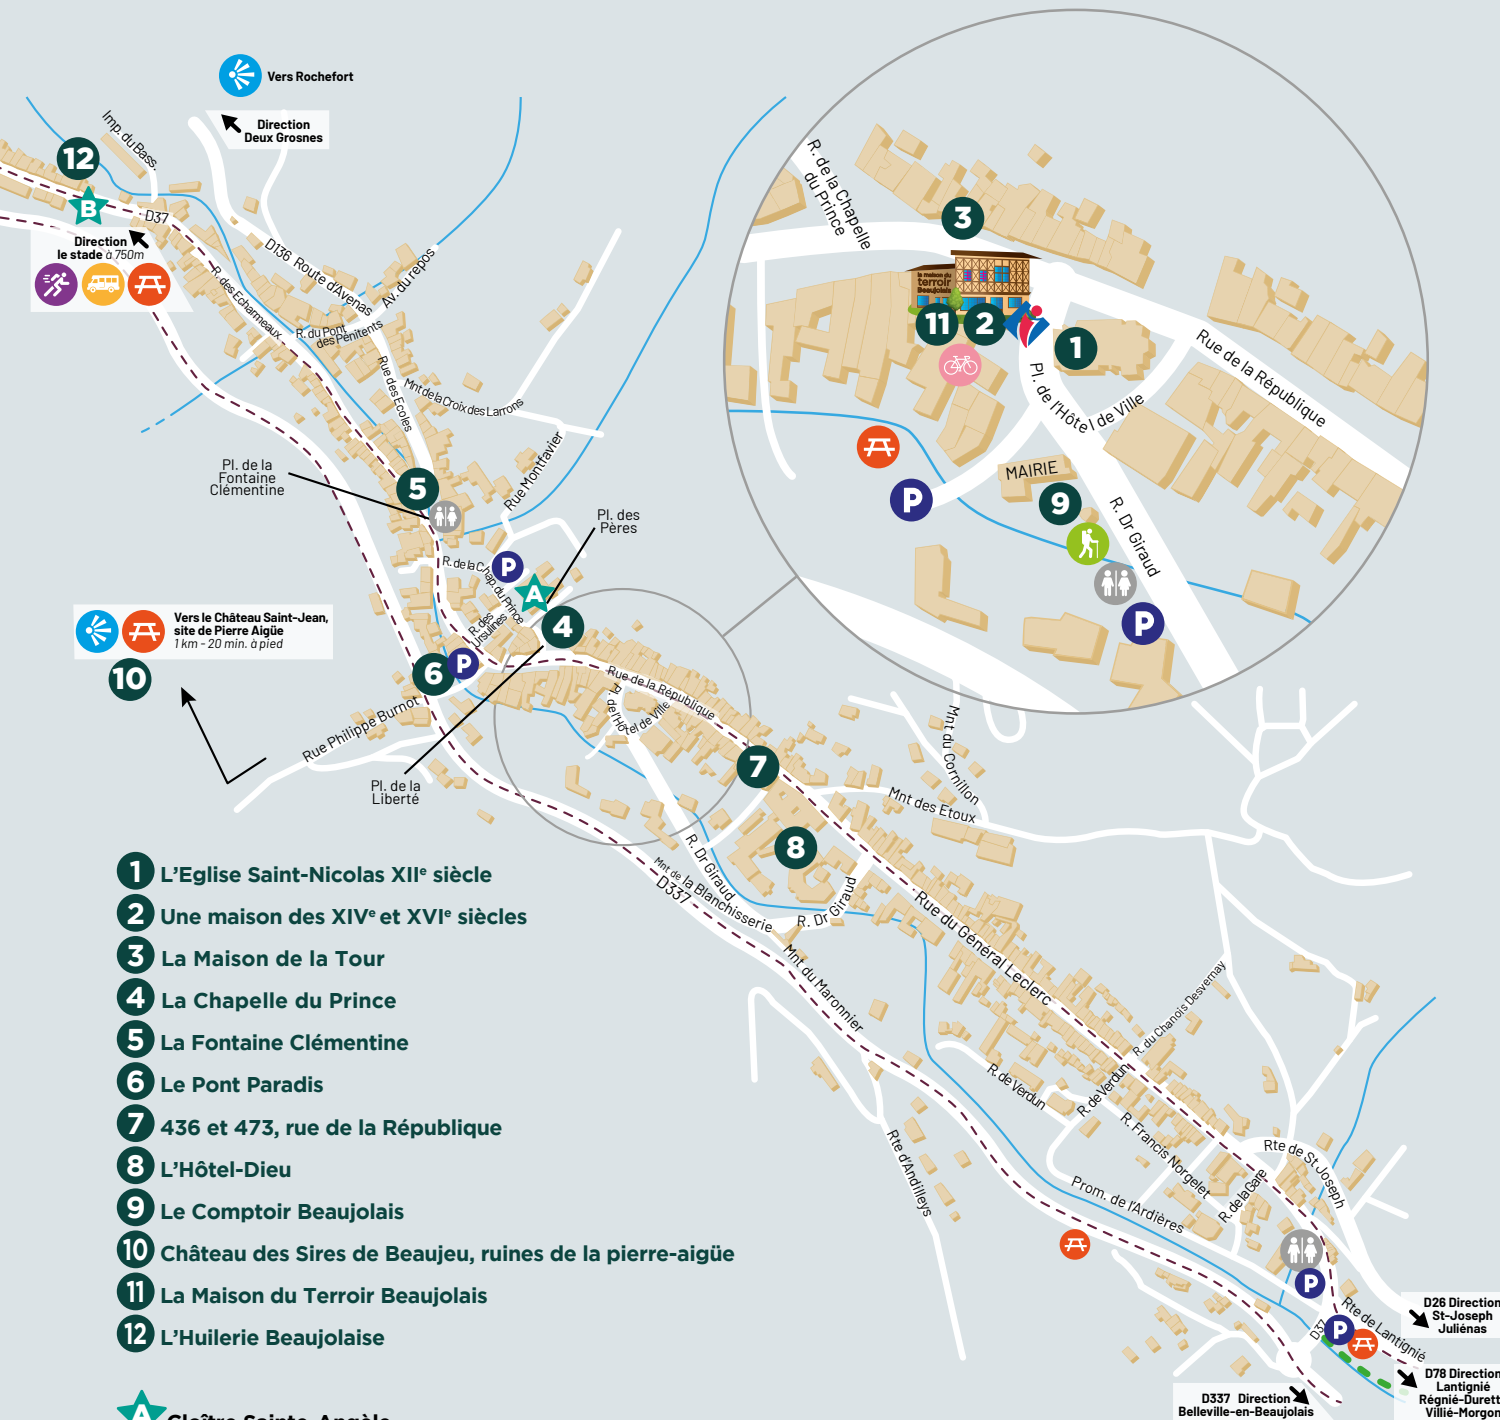 Vers Rochefort
Direction
Deux Grosnes
Imp. du Bass.
12
B
D37
Direction
le stade à 750m
D136 Route d'Avenas
Av. du repos
R. des Echarmeaux
R. du Pont
des Pénitents
Rue des Ecoles
Mnt de la Croix des Larrons
Rue Montfavier
Pl. de la
Fontaine
Clémentine
5
Pl. des
Pères
R. de la Chap. du Prince
P
A
R. des
Ursulines
4
Vers le Château Saint-Jean,
site de Pierre Aigüe
1 km - 20 min. à pied
10
6
P
Rue Philippe Burnot
Pl. de la
Liberté
Rue de la République
Pl. de l'Hôtel de Ville
7
8
R. de la Chapelle
du Prince
3
la maison du
terroir
Beaujolais
11
2
1
Rue de la République
Pl. de l'Hôtel de Ville
MAIRIE
P
9
R. Dr Giraud
P
Mnt du Cornillon
Mnt des Etoux
R. Dr Giraud
Mnt de la Blanchisserie
D337
R. Dr Giraud
Mnt du Maronnier
Rue du Général Leclerc
R. du Chanois Desvernay
R. de Verdun
R. de Verdun
R. Francis Norgelet
R. de la Gare
Rte de St Joseph
Rte d'Andilleys
Prom. de l'Ardières
P
P
D37
Rte de Lantignié
D26 Direction
St-Joseph
Juliénas
D78 Direction
Lantignié
Régnié-Durett
Villié-Morgon
D337 Direction
Belleville-en-Beaujolais
1 L'Eglise Saint-Nicolas XIIe siècle
2 Une maison des XIVe et XVIe siècles
3 La Maison de la Tour
4 La Chapelle du Prince
5 La Fontaine Clémentine
6 Le Pont Paradis
7 436 et 473, rue de la République
8 L'Hôtel-Dieu
9 Le Comptoir Beaujolais
10 Château des Sires de Beaujeu, ruines de la pierre-aigüe
11 La Maison du Terroir Beaujolais
12 L'Huilerie Beaujolaise
A Cloître Sainte-Angèle